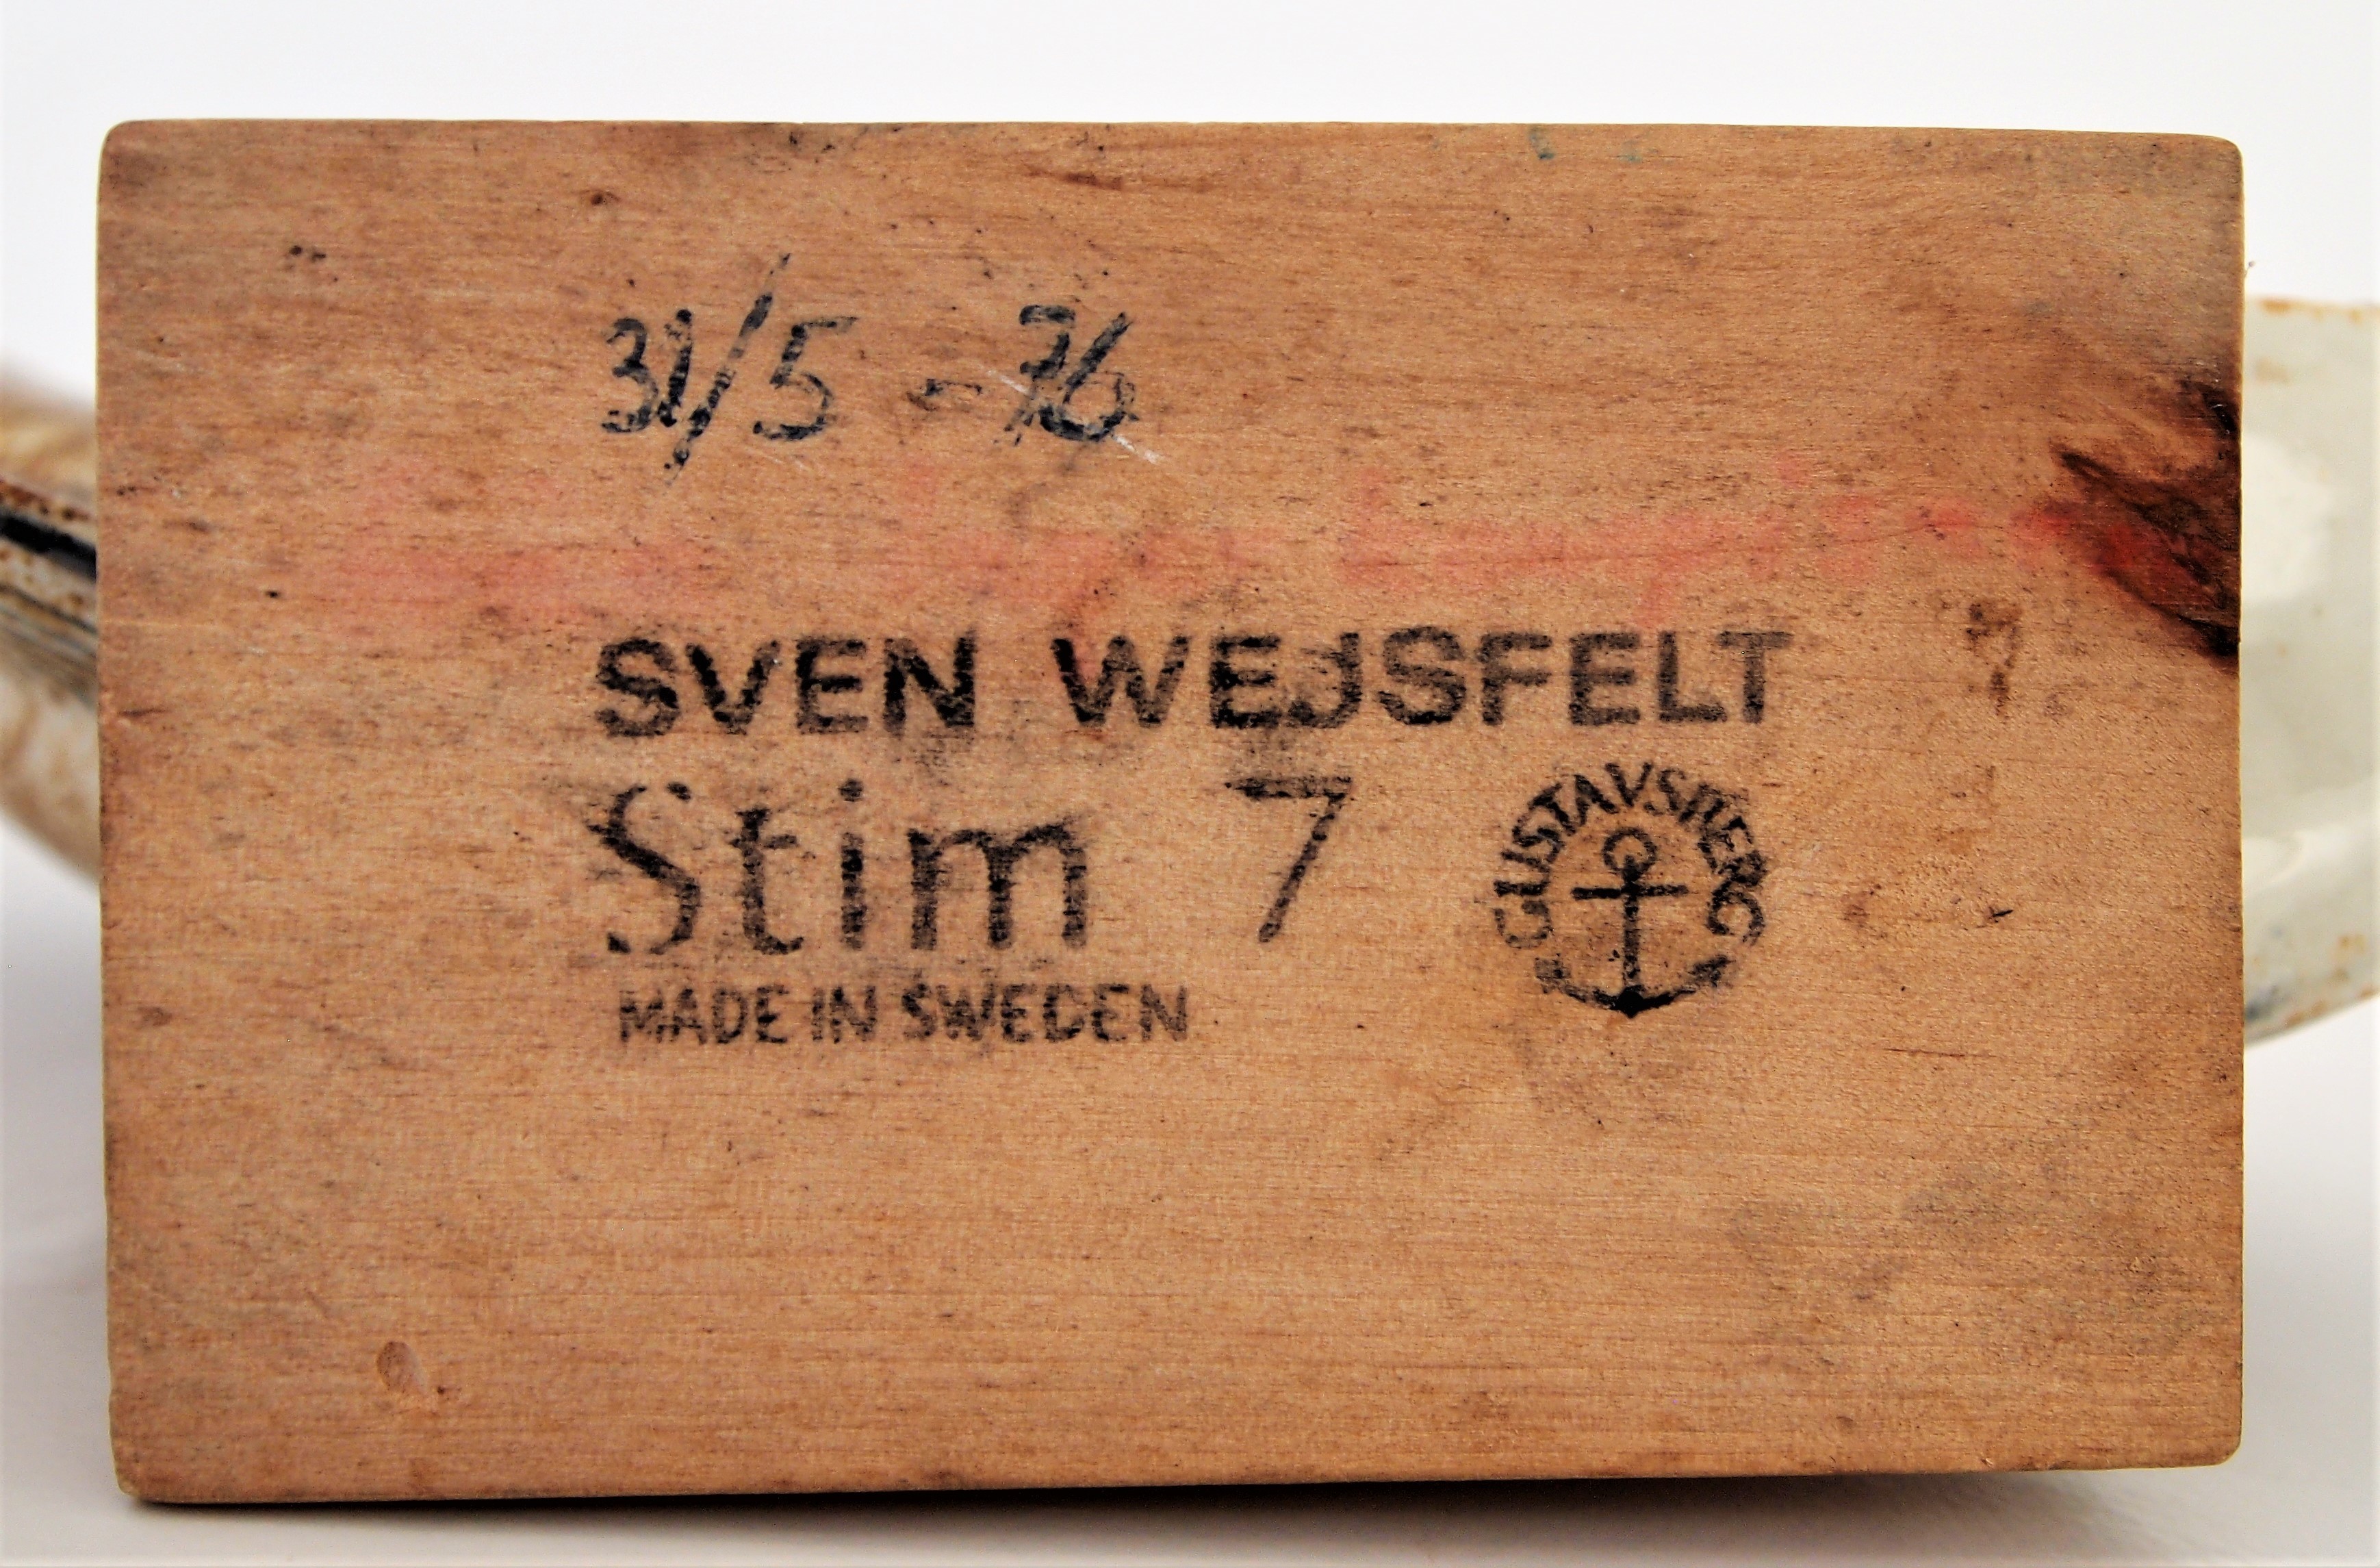 31/5 - 76
SVEN WEJSFELT
Stim 7
GUSTAVSBERG
MADE IN SWEDEN